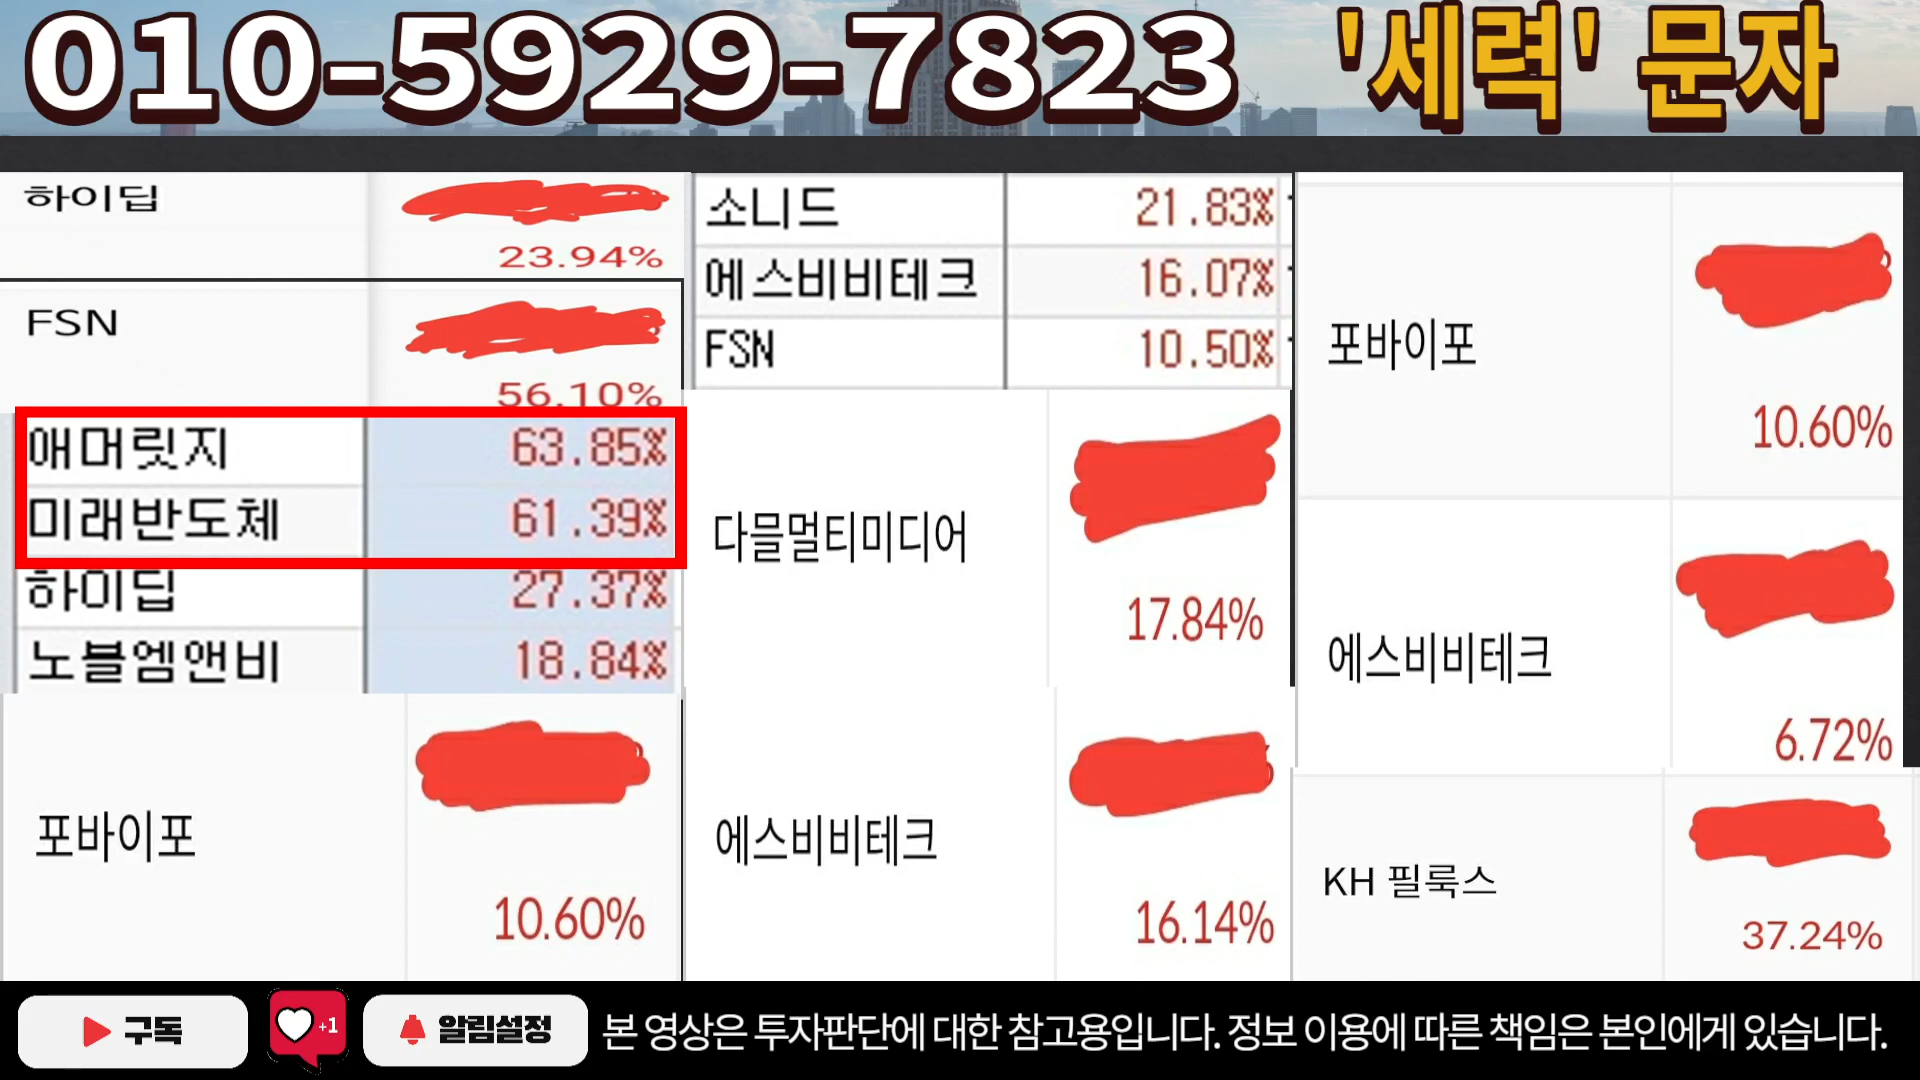 010-5929-7823 '세력' 문자
하이딥
23.94%
FSN
56.10%
애머릿지 63.85%
미래반도체 61.39%
하이딥 27.37%
노블엠앤비 18.84%
포바이포
10.60%
소니드 21.83%
에스비비테크 16.07%
FSN 10.50%
다믈멀티미디어
17.84%
에스비비테크
16.14%
포바이포
10.60%
에스비비테크
6.72%
KH 필룩스
37.24%
구독 +1 알림설정 본 영상은 투자판단에 대한 참고용입니다. 정보 이용에 따른 책임은 본인에게 있습니다.